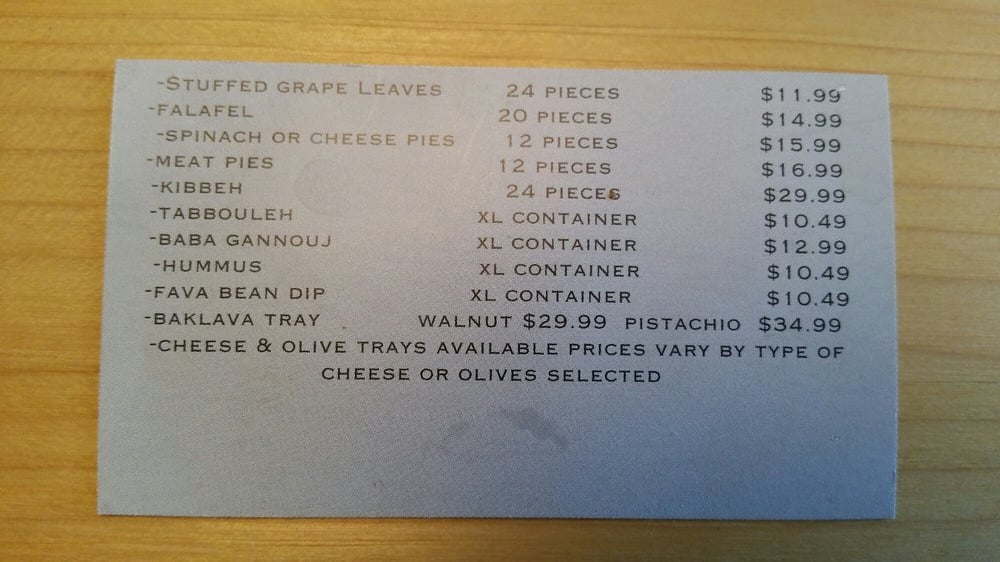 -Stuffed grape Leaves 24 pieces $11.99
-falafel 20 pieces $14.99
-spinach or cheese pies 12 pieces $15.99
-meat pies 12 pieces $16.99
-kibbeh 24 pieces $29.99
-tabbouleh XL container $10.49
-baba gannouj XL container $12.99
-hummus XL container $10.49
-fava bean dip XL container $10.49
-baklava tray walnut $29.99 pistachio $34.99
-cheese & olive trays available prices vary by type of
cheese or olives selected